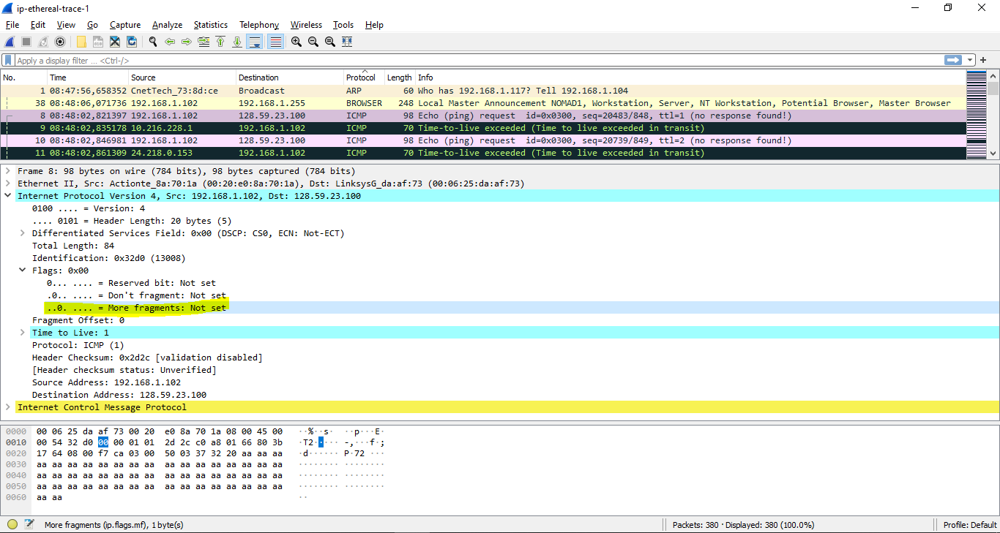 ip-ethereal-trace-1
File Edit View Go Capture Analyze Statistics Telephony Wireless Tools Help
Apply a display filter ... <Ctrl-/>
No. Time Source Destination Protocol Length Info
1 08:47:56,658352 CnetTech_73:8d:ce Broadcast ARP 60 Who has 192.168.1.117? Tell 192.168.1.104
38 08:48:06,071736 192.168.1.102 192.168.1.255 BROWSER 248 Local Master Announcement NOMAD1, Workstation, Server, NT Workstation, Potential Browser, Master Browser
8 08:48:02,821397 192.168.1.102 128.59.23.100 ICMP 98 Echo (ping) request id=0x0300, seq=20483/848, ttl=1 (no response found!)
9 08:48:02,835178 10.216.228.1 192.168.1.102 ICMP 70 Time-to-live exceeded (Time to live exceeded in transit)
10 08:48:02,846981 192.168.1.102 128.59.23.100 ICMP 98 Echo (ping) request id=0x0300, seq=20739/849, ttl=2 (no response found!)
11 08:48:02,861309 24.218.0.153 192.168.1.102 ICMP 70 Time-to-live exceeded (Time to live exceeded in transit)
Frame 8: 98 bytes on wire (784 bits), 98 bytes captured (784 bits)
Ethernet II, Src: Actionte_8a:70:1a (00:20:e0:8a:70:1a), Dst: LinksysG_da:af:73 (00:06:25:da:af:73)
Internet Protocol Version 4, Src: 192.168.1.102, Dst: 128.59.23.100
0100 .... = Version: 4
.... 0101 = Header Length: 20 bytes (5)
Differentiated Services Field: 0x00 (DSCP: CS0, ECN: Not-ECT)
Total Length: 84
Identification: 0x32d0 (13008)
Flags: 0x00
0... .... = Reserved bit: Not set
.0.. .... = Don't fragment: Not set
..0. .... = More fragments: Not set
Fragment Offset: 0
Time to Live: 1
Protocol: ICMP (1)
Header Checksum: 0x2d2c [validation disabled]
[Header checksum status: Unverified]
Source Address: 192.168.1.102
Destination Address: 128.59.23.100
Internet Control Message Protocol
0000 00 06 25 da af 73 00 20 e0 8a 70 1a 08 00 45 00 ··%··s· ··p···E·
0010 00 54 32 d0 00 00 01 01 2d 2c c0 a8 01 66 80 3b ·T2····· -,···f·;
0020 17 64 08 00 f7 ca 03 00 50 03 37 32 20 aa aa aa ·d······ P·72 ···
0030 aa aa aa aa aa aa aa aa aa aa aa aa aa aa aa aa ········ ········
0040 aa aa aa aa aa aa aa aa aa aa aa aa aa aa aa aa ········ ········
0050 aa aa aa aa aa aa aa aa aa aa aa aa aa aa aa aa ········ ········
0060 aa aa ··
More fragments (ip.flags.mf), 1 byte(s) Packets: 380 · Displayed: 380 (100.0%) Profile: Default